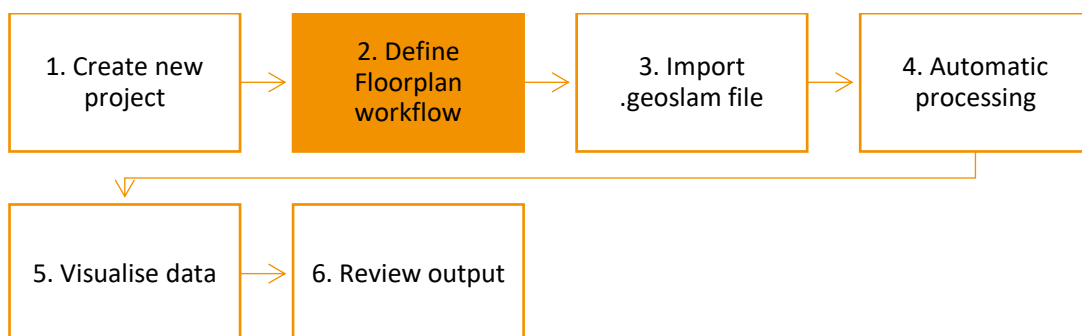 1. Create new
project
2. Define
Floorplan
workflow
3. Import
.geoslam file
4. Automatic
processing
5. Visualise data
6. Review output